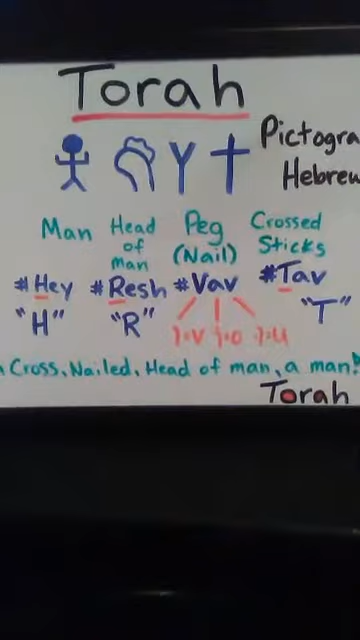 Torah
Pictogra
Hebrew
Man Head of man Peg (Nail) Crossed Sticks
#Hey #Resh #Vav #Tav
"H" "R" "T"
Cross, Nailed, Head of man, a man!
Torah